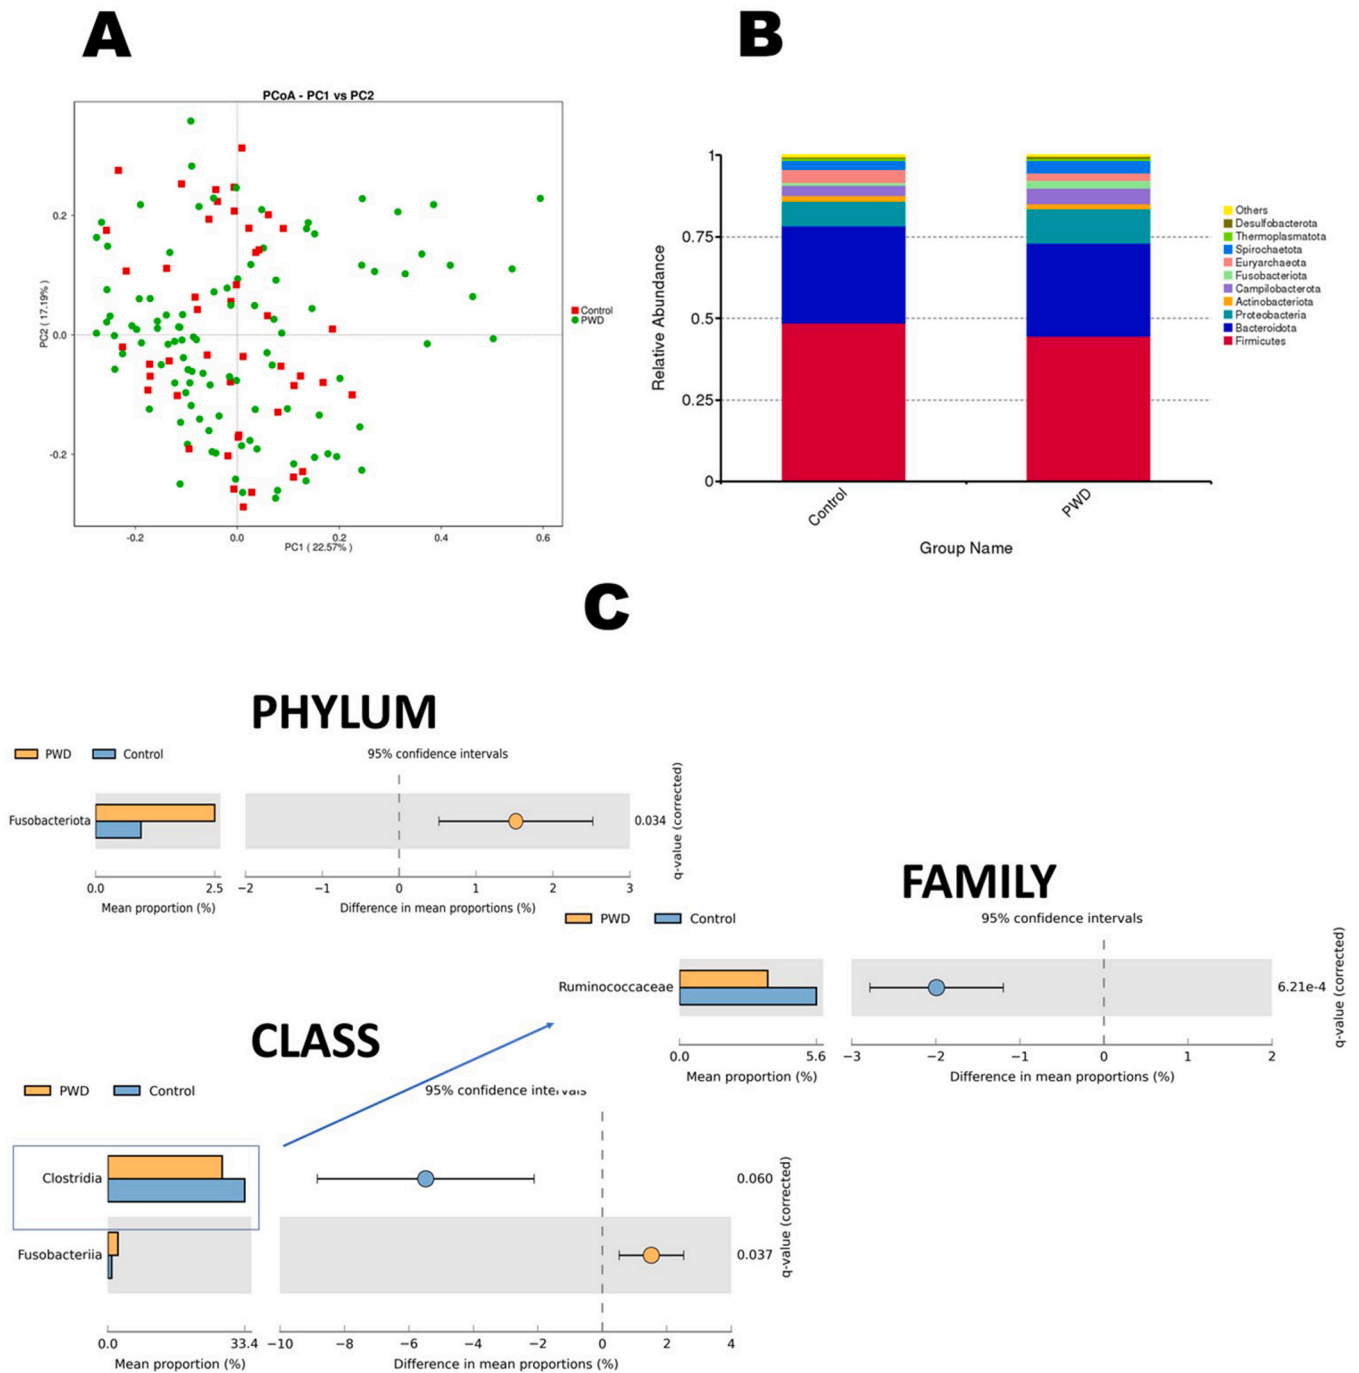 A
B
PCoA - PC1 vs PC2
PC2 ( 17.19% )
0.2
0.0
-0.2
-0.2
0.0
0.2
0.4
0.6
PC1 ( 22.57% )
Control
PWD
Relative Abundance
1
0.75
0.5
0.25
0
Control
PWD
Group Name
Others
Desulfobacterota
Thermoplasmatota
Spirochaetota
Euryarchaeota
Fusobacteriota
Campilobacterota
Actinobacteriota
Proteobacteria
Bacteroidota
Firmicutes
C
PHYLUM
PWD Control
95% confidence intervals
Fusobacteriota
0.034
q-value (corrected)
0.0 2.5
−2 −1 0 1 2 3
Mean proportion (%)
Difference in mean proportions (%)
FAMILY
PWD Control
95% confidence intervals
Ruminococcaceae
6.21e-4
q-value (corrected)
0.0 5.6
−3 −2 −1 0 1 2
Mean proportion (%)
Difference in mean proportions (%)
CLASS
PWD Control
95% confidence intervals
Clostridia
0.060
Fusobacteriia
0.037
q-value (corrected)
0.0 33.4
−10 −8 −6 −4 −2 0 2 4
Mean proportion (%)
Difference in mean proportions (%)